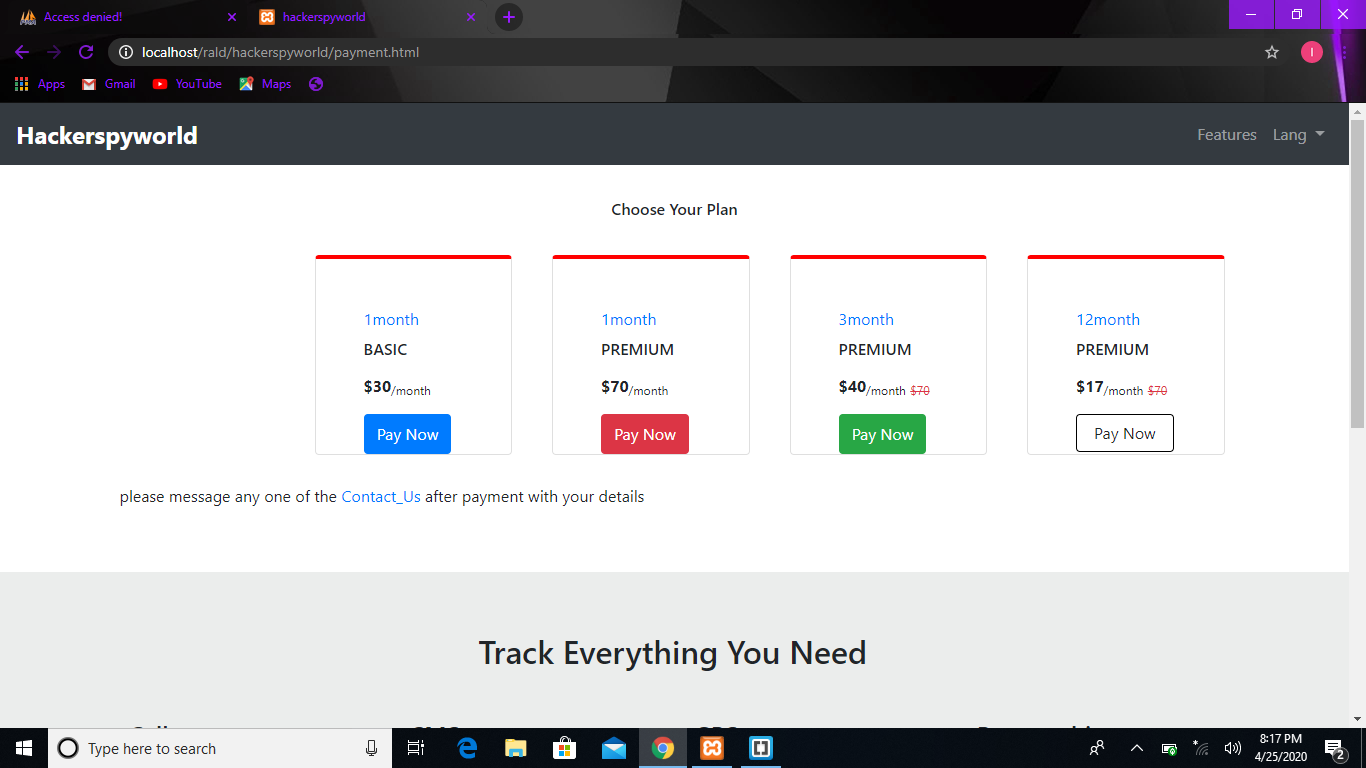 Access denied!
hackerspyworld
localhost/rald/hackerspyworld/payment.html
I
Apps
Gmail
YouTube
Maps
Hackerspyworld
Features
Lang
Choose Your Plan
1month
BASIC
$30/month
Pay Now
1month
PREMIUM
$70/month
Pay Now
3month
PREMIUM
$40/month $70
Pay Now
12month
PREMIUM
$17/month $70
Pay Now
please message any one of the Contact_Us after payment with your details
Track Everything You Need
Type here to search
8:17 PM
4/25/2020
2